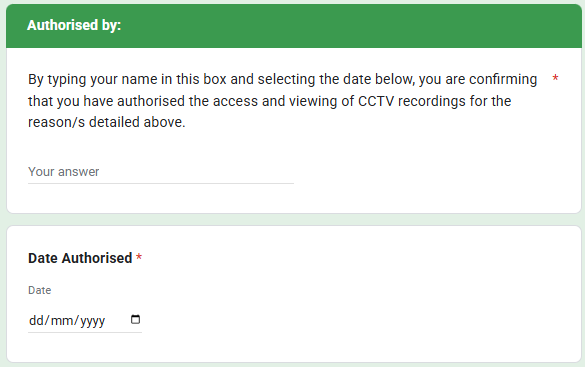 Authorised by:
By typing your name in this box and selecting the date below, you are confirming *
that you have authorised the access and viewing of CCTV recordings for the
reason/s detailed above.
Your answer
Date Authorised *
Date
dd/mm/yyyy